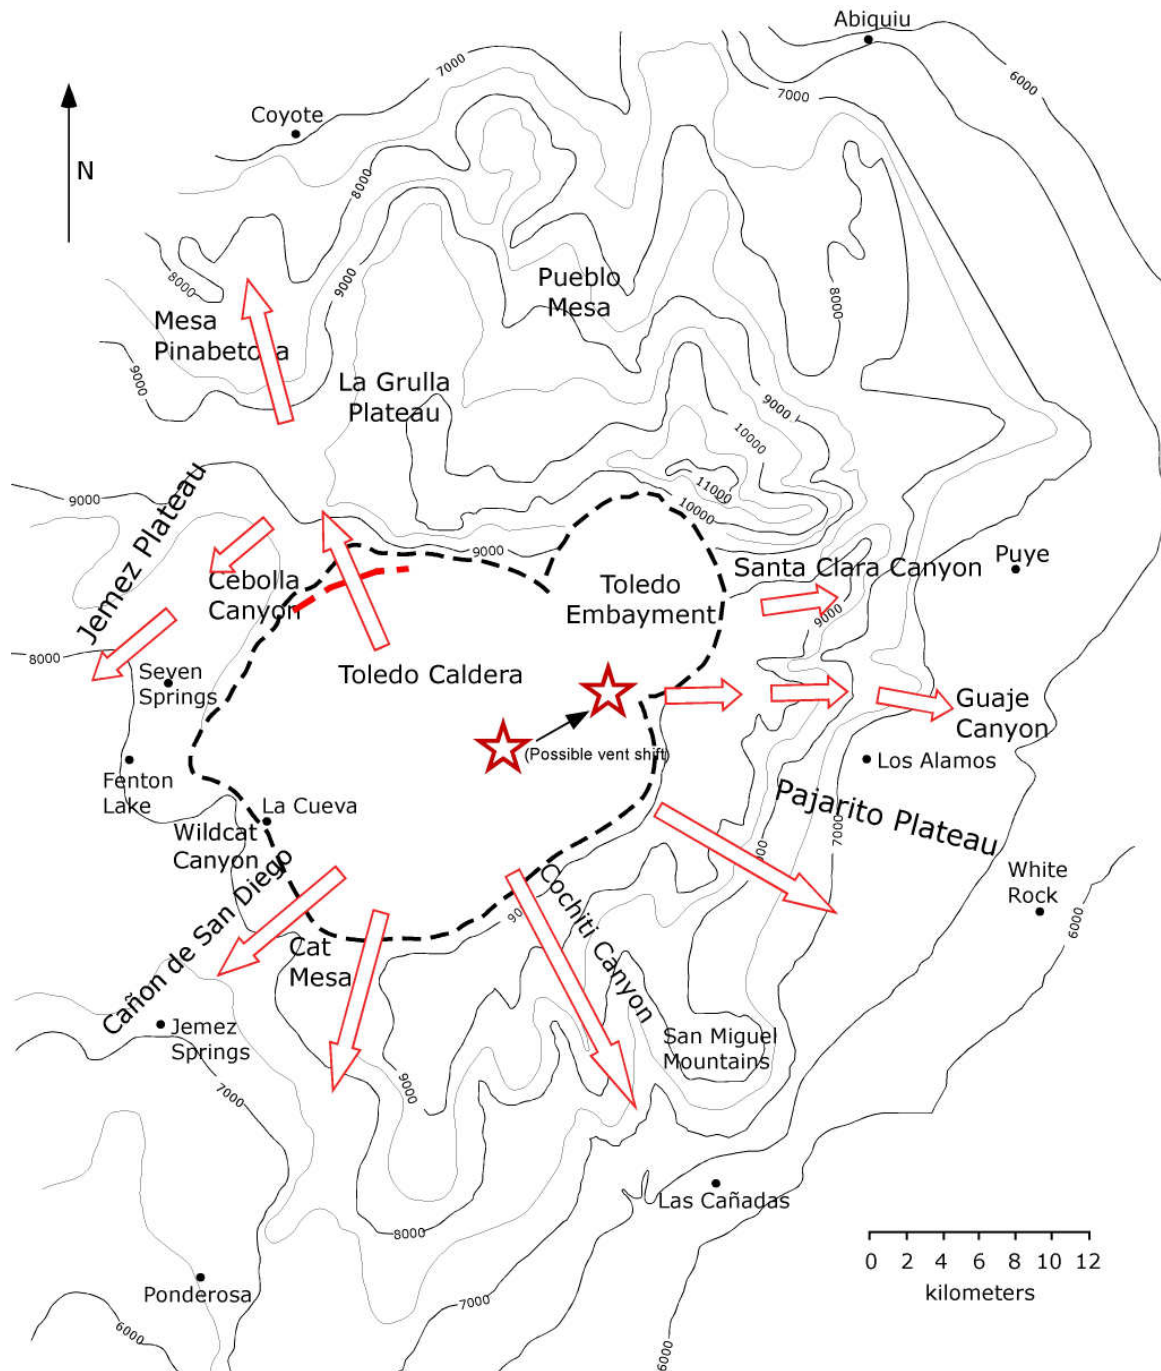 Abiquiu
7000
6000
7000
Coyote
N
8000
8000
9000
Pueblo
Mesa
8000
Mesa
Pinabetosa
9000
La Grulla
Plateau
9000
10000
11000
10000
9000
Jemez Plateau
9000
Santa Clara Canyon
Puye
Cebolla
Canyon
Toledo
Embayment
9000
8000
Seven
Springs
Toledo Caldera
Guaje
Canyon
(Possible vent shift)
Los Alamos
Fenton
Lake
La Cueva
Pajarito Plateau
7000
Wildcat
Canyon
White
Rock
6000
Cañon de San Diego
Cat
Mesa
Cochiti Canyon
Jemez
Springs
San Miguel
Mountains
7000
9000
Las Cañadas
8000
0 2 4 6 8 10 12
kilometers
Ponderosa
7000
6000
6000